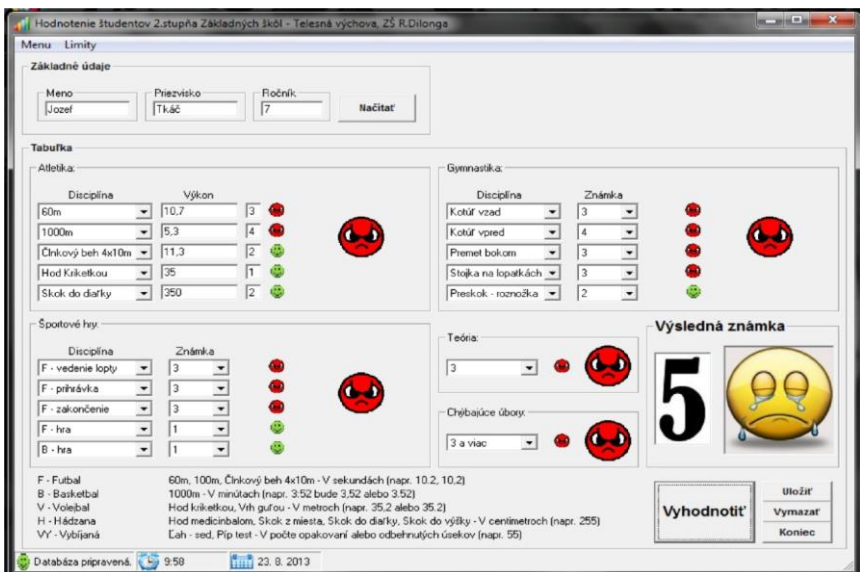 Hodnotenie študentov 2.stupňa Základných škôl - Telesná výchova, ZŠ R.Dilonga
Menu Limity
Základné údaje
Meno Priezvisko Ročník
Jozef Tkáč 7 Načítať
Tabuľka
Atletika:
Disciplína Výkon
60m 10,7 3
1000m 5,3 4
Člnkový beh 4x10m 11,3 2
Hod Kriketkou 35 1
Skok do diaľky 350 2
Gymnastika:
Disciplína Známka
Kotúľ vzad 3
Kotúľ vpred 4
Premet bokom 3
Stojka na lopatkách 3
Preskok - roznožka 2
Športové hry:
Disciplína Známka
F - vedenie lopty 3
F - prihrávka 3
F - zakončenie 3
F - hra 1
B - hra 1
Teória:
3
Chýbajúce úbory:
3 a viac
Výsledná známka
5
F - Futbal
B - Basketbal
V - Volejbal
H - Hádzana
VY - Vybíjaná
60m, 100m, Člnkový beh 4x10m - V sekundách (napr. 10.2, 10,2)
1000m - V minútach (napr. 3:52 bude 3,52 alebo 3.52)
Hod kriketkou, Vrh guľou - V metroch (napr. 35,2 alebo 35.2)
Hod medicinbalom, Skok z miesta, Skok do diaľky, Skok do výšky - V centimetroch (napr. 255)
Ľah - sed, Píp test - V počte opakovaní alebo odbehnutých úsekov (napr. 55)
Vyhodnotiť
Uložiť
Vymazať
Koniec
Databáza pripravená. 9:58 23. 8. 2013